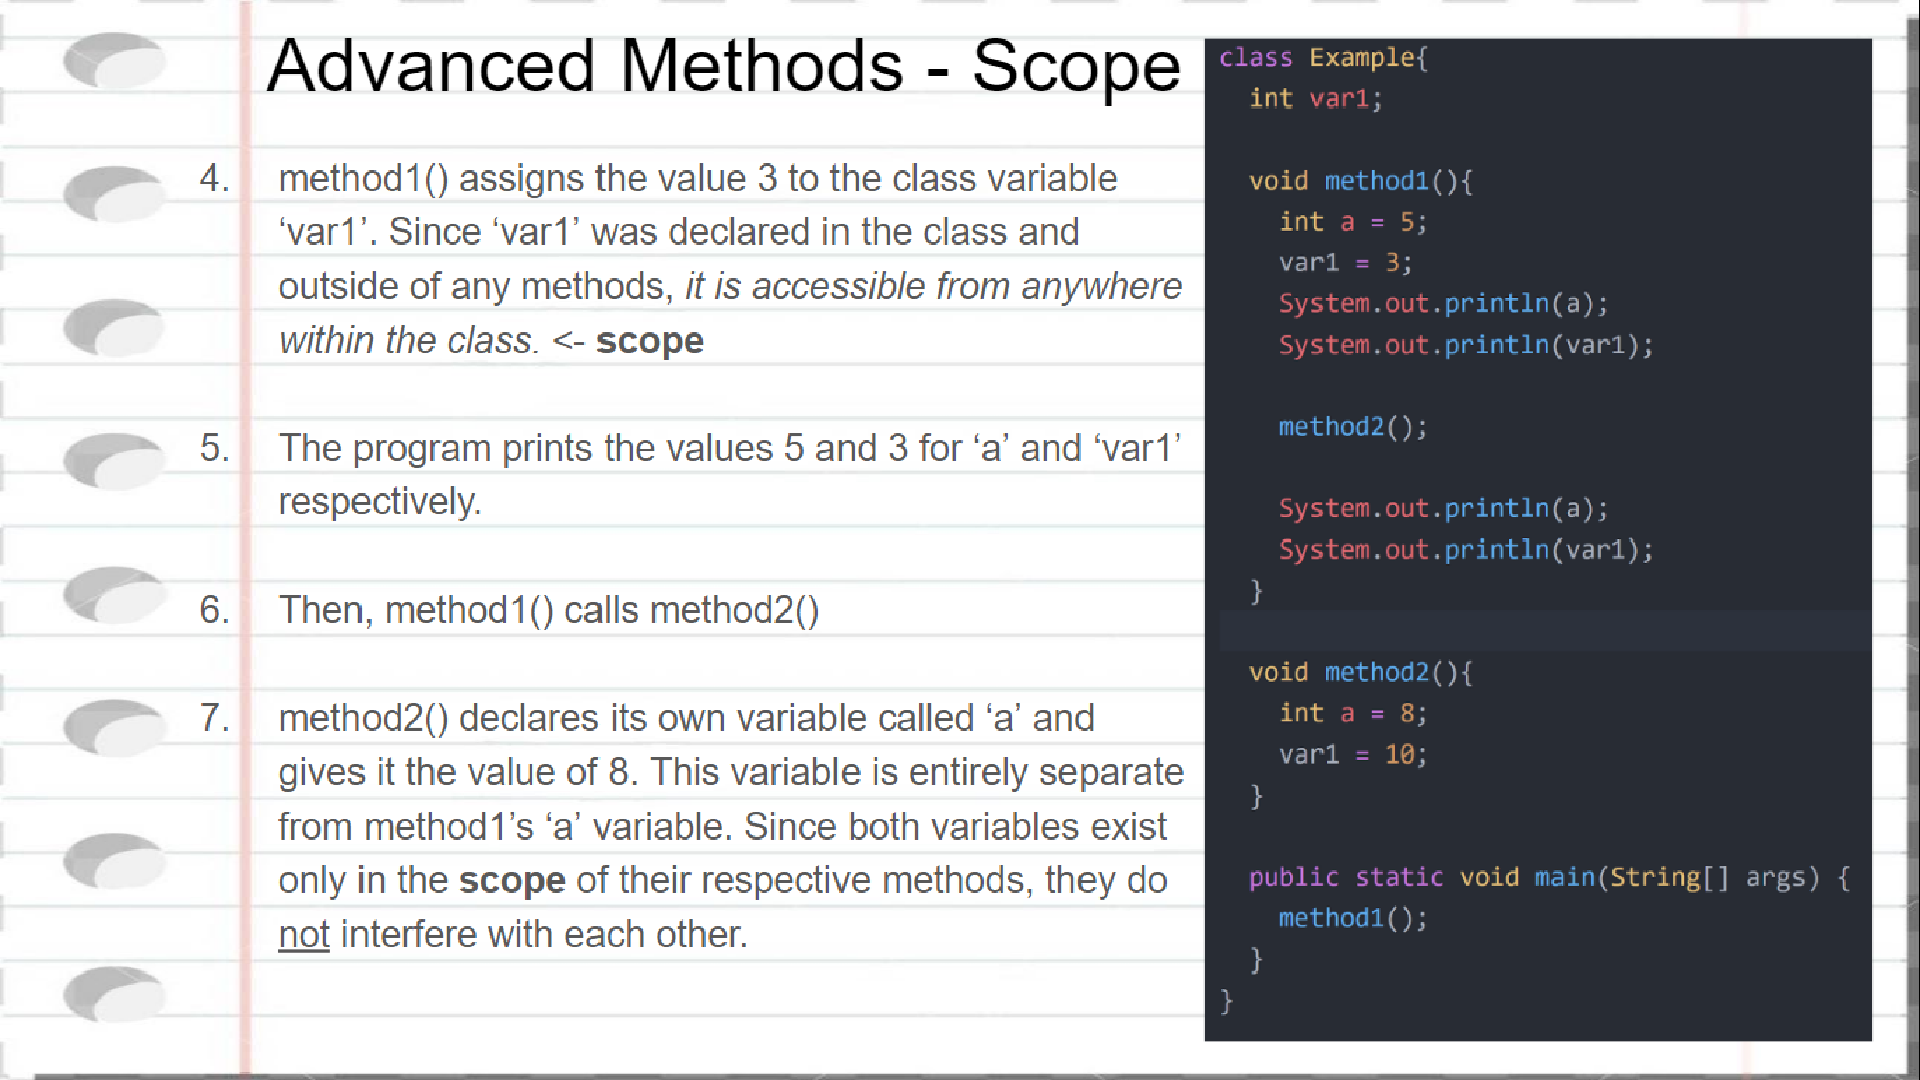 Advanced Methods - Scope
4. method1() assigns the value 3 to the class variable
‘var1’. Since ‘var1’ was declared in the class and
outside of any methods, it is accessible from anywhere
within the class. <- scope
5. The program prints the values 5 and 3 for ‘a’ and ‘var1’
respectively.
6. Then, method1() calls method2()
7. method2() declares its own variable called ‘a’ and
gives it the value of 8. This variable is entirely separate
from method1’s ‘a’ variable. Since both variables exist
only in the scope of their respective methods, they do
not interfere with each other.
class Example{
int var1;
void method1(){
int a = 5;
var1 = 3;
System.out.println(a);
System.out.println(var1);
method2();
System.out.println(a);
System.out.println(var1);
}
void method2(){
int a = 8;
var1 = 10;
}
public static void main(String[] args) {
method1();
}
}